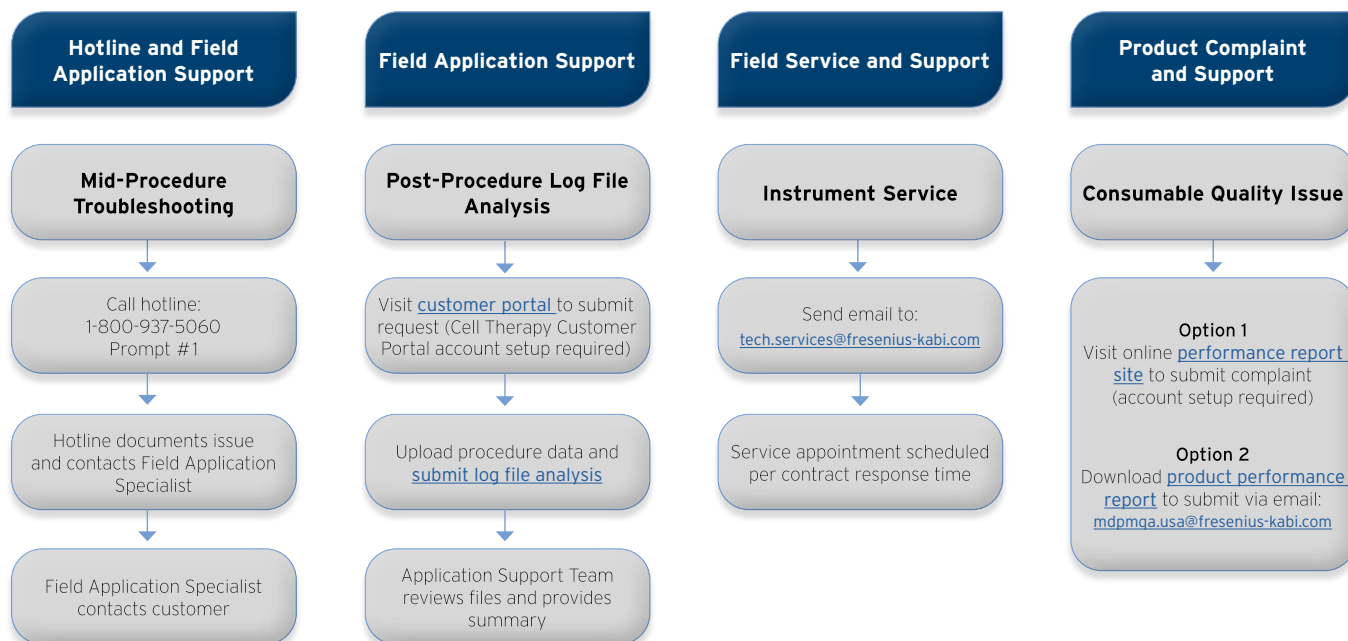 Hotline and Field
Application Support
Mid-Procedure
Troubleshooting
Call hotline:
1-800-937-5060
Prompt #1
Hotline documents issue
and contacts Field Application
Specialist
Field Application Specialist
contacts customer
Field Application Support
Post-Procedure Log File
Analysis
Visit customer portal to submit
request (Cell Therapy Customer
Portal account setup required)
Upload procedure data and
submit log file analysis
Application Support Team
reviews files and provides
summary
Field Service and Support
Instrument Service
Send email to:
tech.services@fresenius-kabi.com
Service appointment scheduled
per contract response time
Product Complaint
and Support
Consumable Quality Issue
Option 1
Visit online performance report
site to submit complaint
(account setup required)
Option 2
Download product performance
report to submit via email:
mdpmqa.usa@fresenius-kabi.com